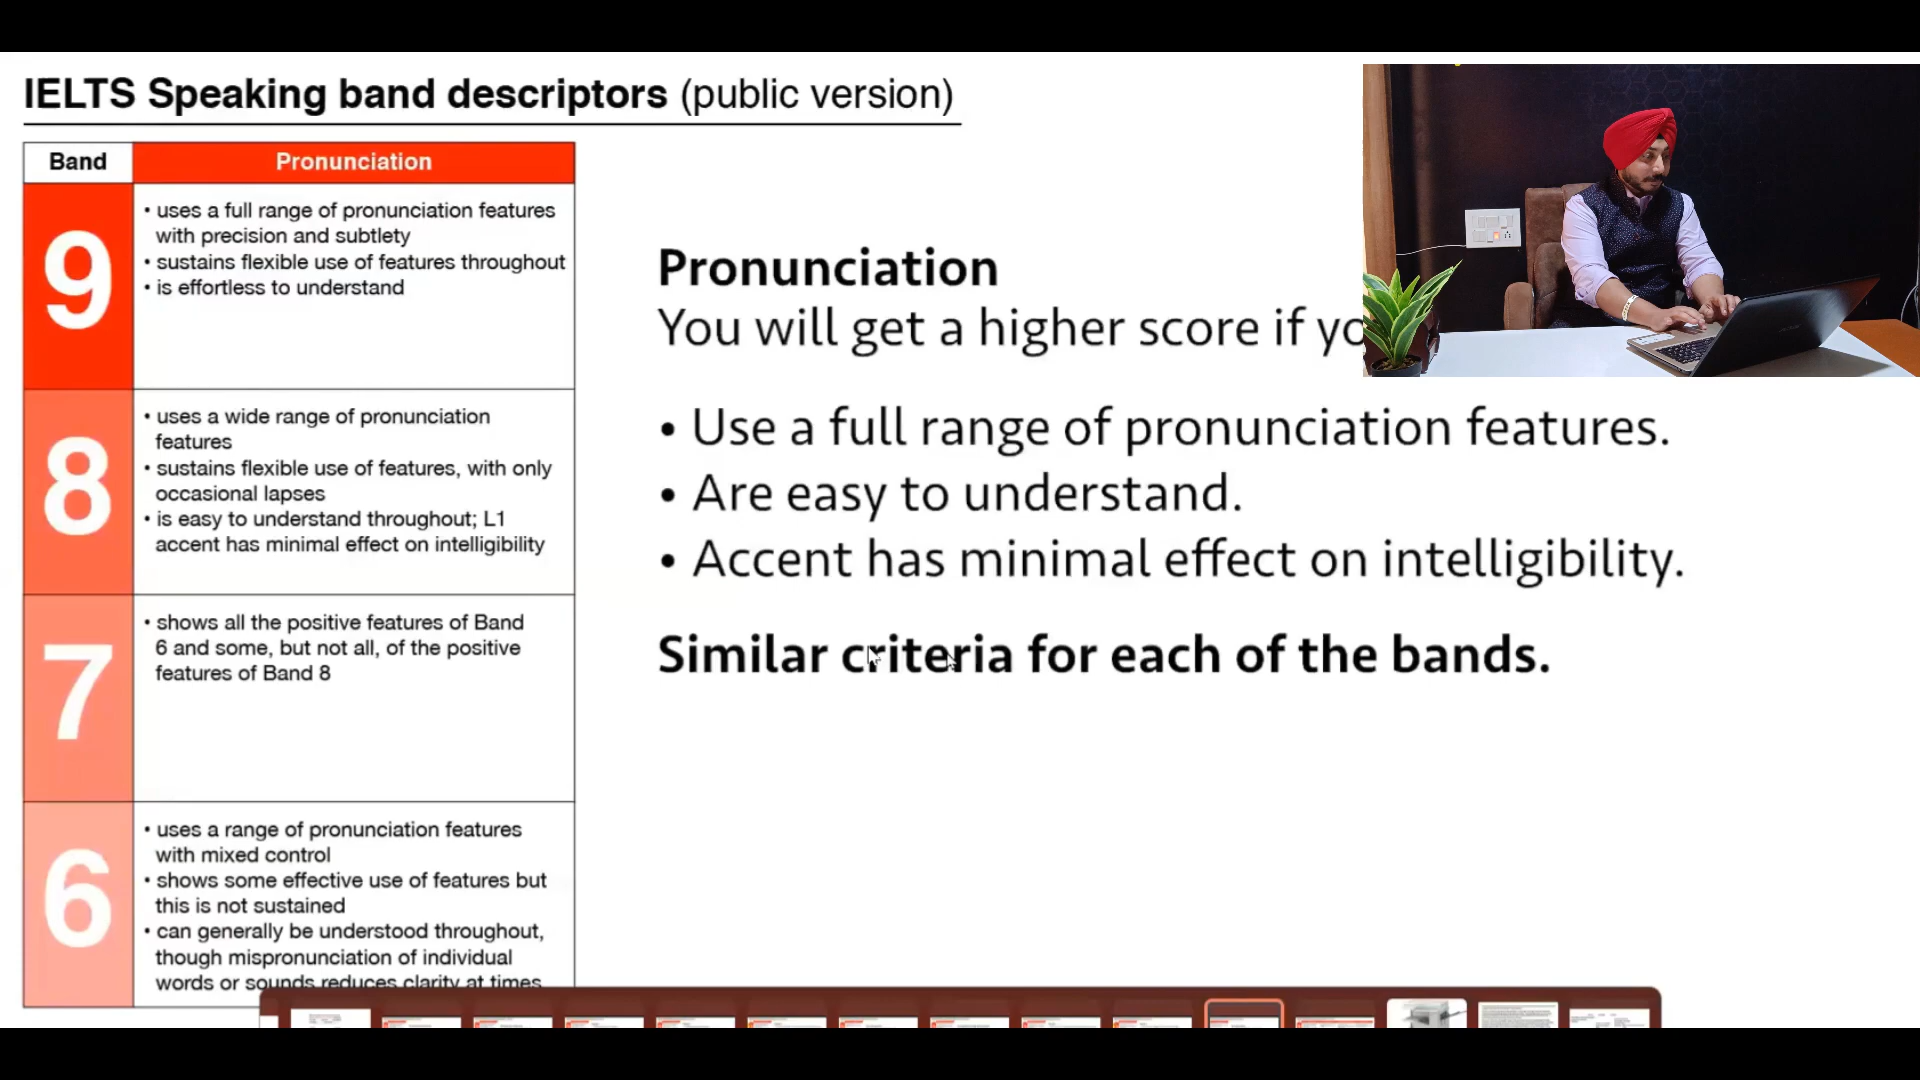 IELTS Speaking band descriptors (public version)
Band
Pronunciation
9
• uses a full range of pronunciation features
with precision and subtlety
• sustains flexible use of features throughout
• is effortless to understand
8
• uses a wide range of pronunciation
features
• sustains flexible use of features, with only
occasional lapses
• is easy to understand throughout; L1
accent has minimal effect on intelligibility
7
• shows all the positive features of Band
6 and some, but not all, of the positive
features of Band 8
6
• uses a range of pronunciation features
with mixed control
• shows some effective use of features but
this is not sustained
• can generally be understood throughout,
though mispronunciation of individual
words or sounds reduces clarity at times
Pronunciation
You will get a higher score if yo
• Use a full range of pronunciation features.
• Are easy to understand.
• Accent has minimal effect on intelligibility.
Similar criteria for each of the bands.